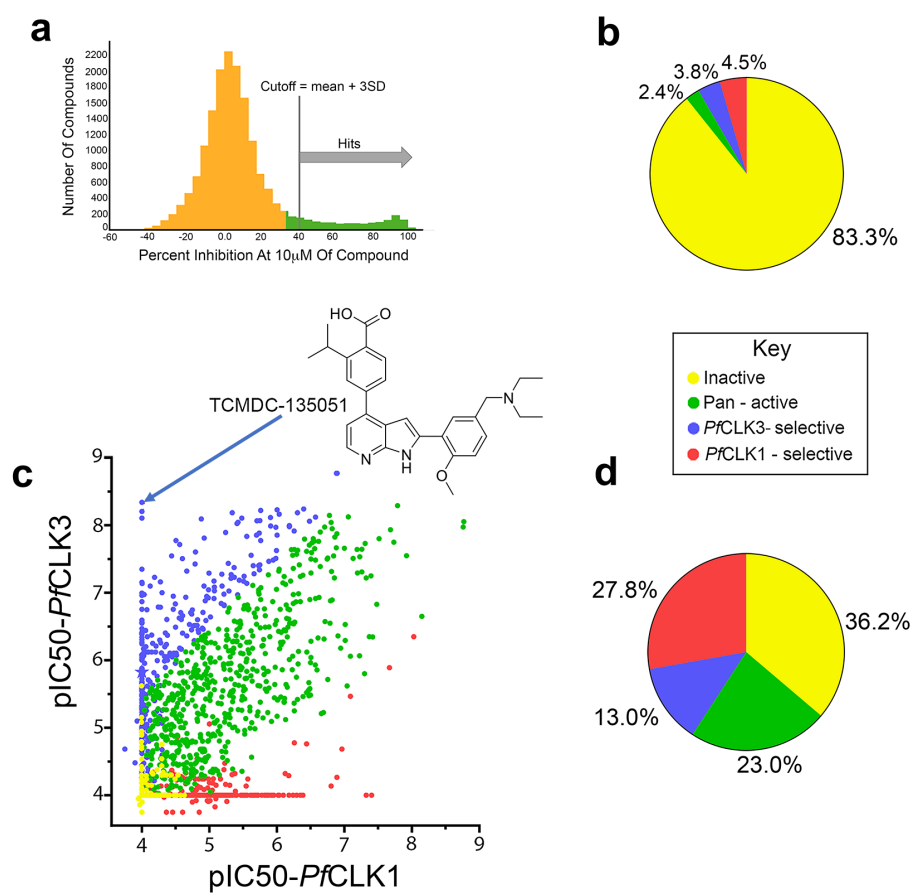 a
Number Of Compounds
2200
2000
1800
1600
1400
1200
1000
800
600
400
200
0
-60 -40 -20 0.0 20 40 60 80 100
Cutoff = mean + 3SD
Hits
Percent Inhibition At 10μM Of Compound
b
2.4%
3.8%
4.5%
83.3%
HO
O
N
N
N
H
O
TCMDC-135051
Key
Inactive
Pan - active
PfCLK3- selective
PfCLK1 - selective
c
pIC50-PfCLK3
9
8
7
6
5
4
4 5 6 7 8 9
pIC50-PfCLK1
d
27.8%
36.2%
13.0%
23.0%